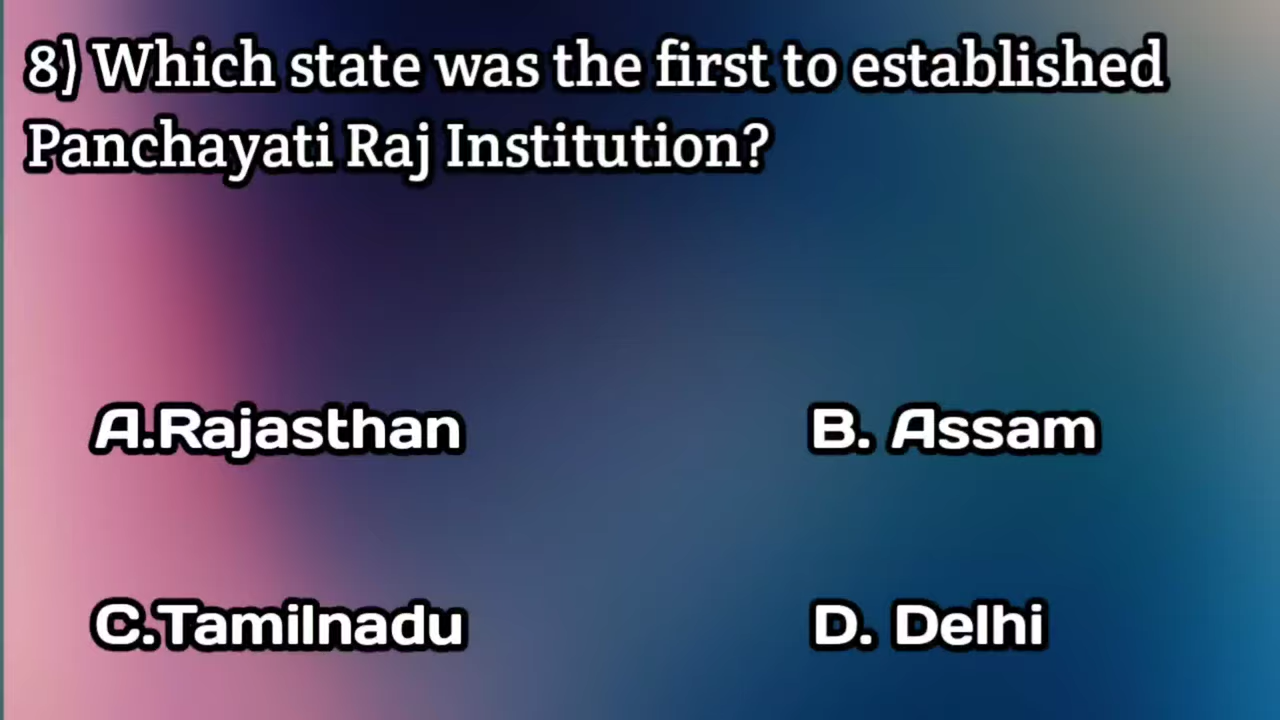 8) Which state was the first to established
Panchayati Raj Institution?
A.Rajasthan
B. Assam
C.Tamilnadu
D. Delhi